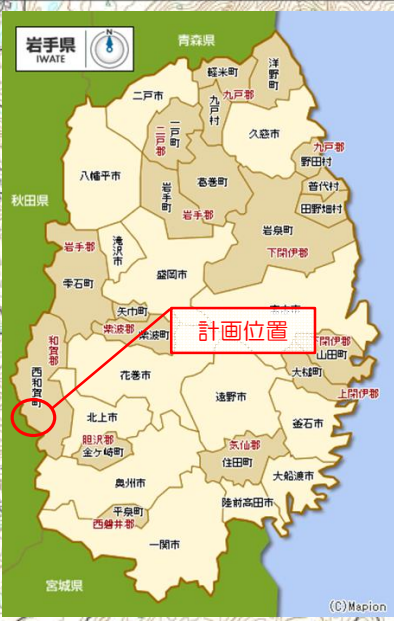 岩手県
IWATE
青森県
洋野町
軽米町
二戸市
九戸村
九戸郡
一戸町
二戸郡
久慈市
九戸郡
野田村
八幡平市
葛巻町
普代村
岩手町
田野畑村
秋田県
岩手郡
岩泉町
滝沢市
岩手郡
下閉伊郡
盛岡市
雫石町
矢巾町
紫波郡
紫波町
計画位置
下閉伊郡
山田町
和賀郡
西和賀町
大槌町
花巻市
上閉伊郡
遠野市
北上市
釜石市
胆沢郡
金ヶ崎町
気仙郡
住田町
大船渡市
奥州市
陸前高田市
平泉町
西磐井郡
一関市
宮城県
(C)Mapion